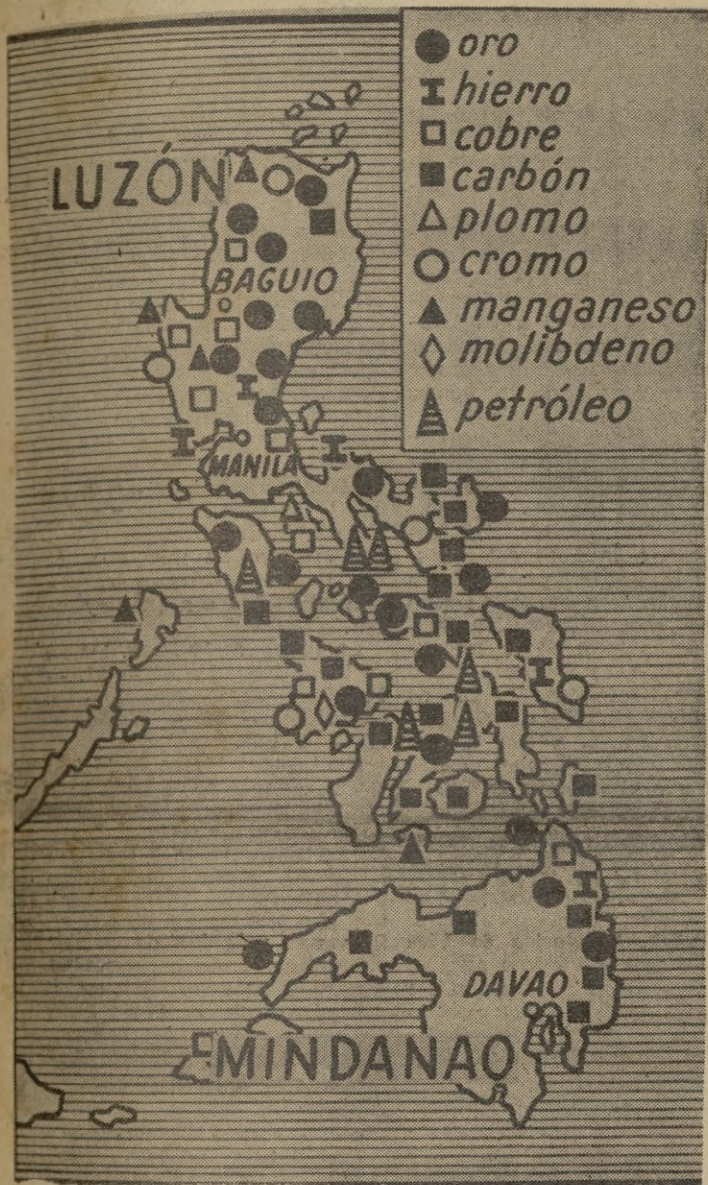 oro
hierro
cobre
carbón
plomo
cromo
manganeso
molibdeno
petróleo
LUZÓN
BAGUIO
MANILA
DAVAO
MINDANAO